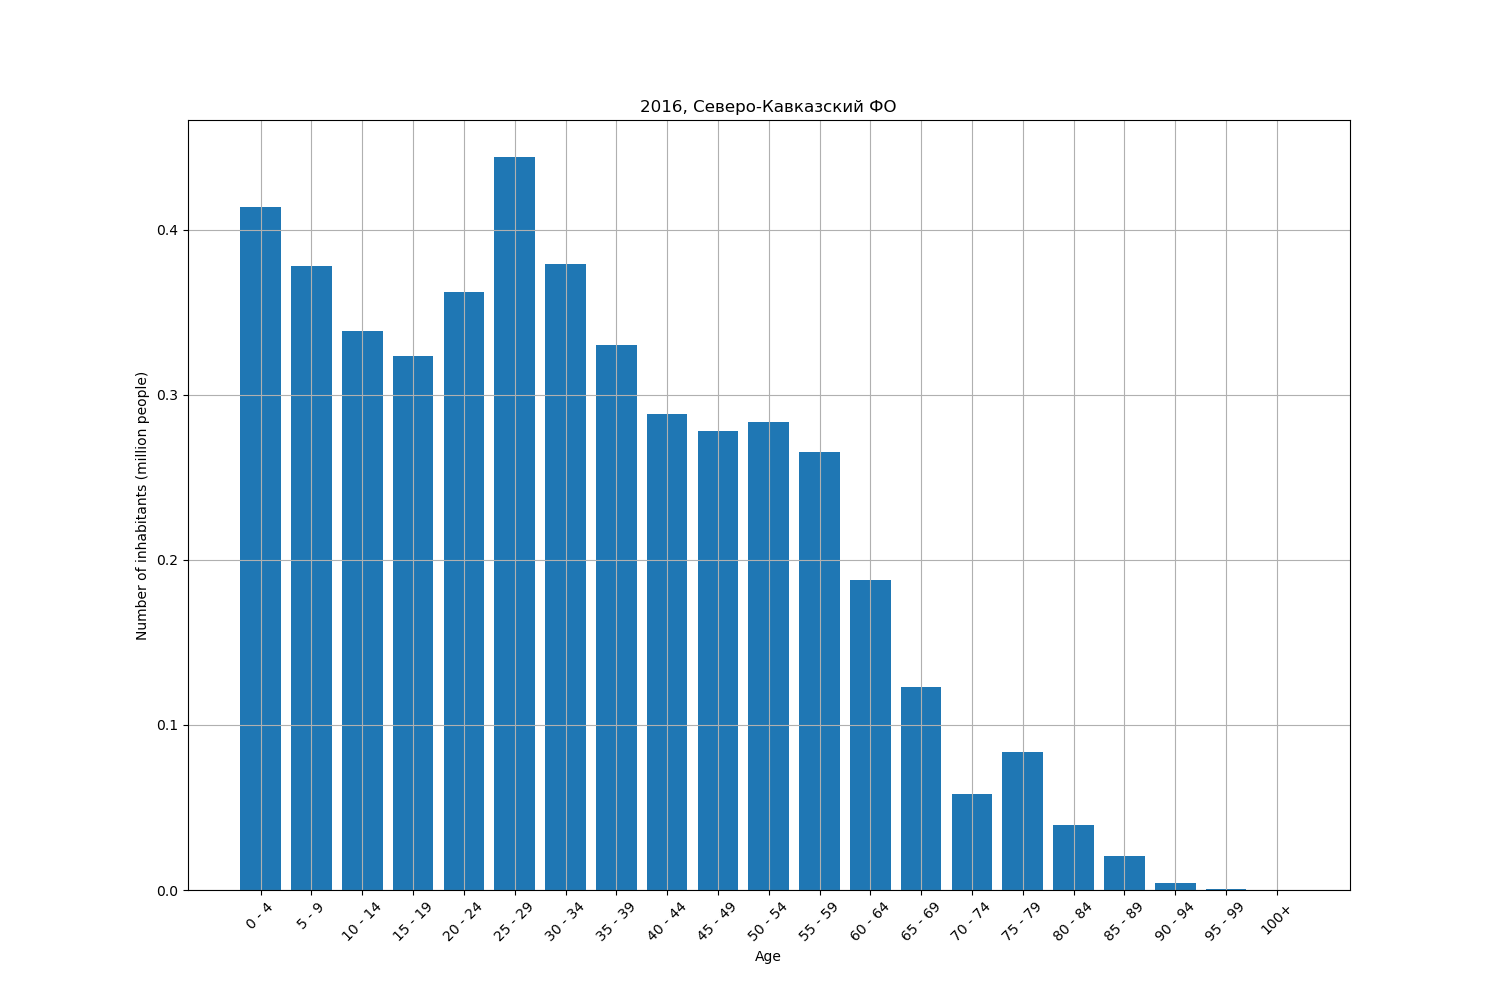 2016, Северо-Кавказский ФО
Number of inhabitants (million people)
0.4
0.3
0.2
0.1
0.0
0 - 4
5 - 9
10 - 14
15 - 19
20 - 24
25 - 29
30 - 34
35 - 39
40 - 44
45 - 49
50 - 54
55 - 59
60 - 64
65 - 69
70 - 74
75 - 79
80 - 84
85 - 89
90 - 94
95 - 99
100+
Age